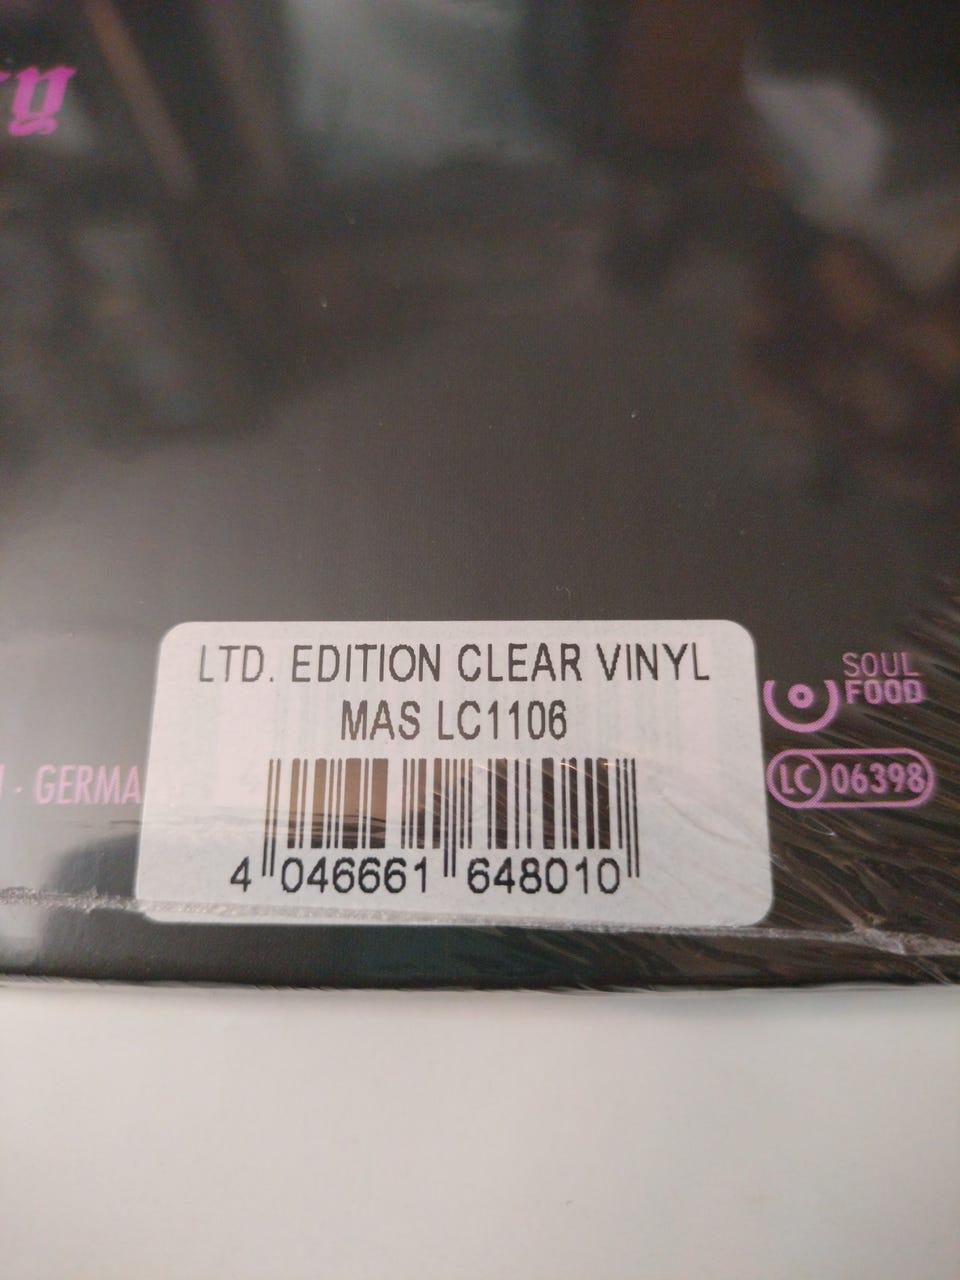 LTD. EDITION CLEAR VINYL
MAS LC1106
4 046661 648010
SOUL
FOOD
LC 06398
· GERMA